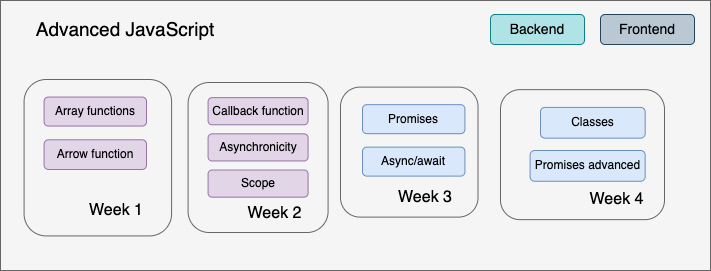 Advanced JavaScript
Backend
Frontend
Array functions
Arrow function
Week 1
Callback function
Asynchronicity
Scope
Week 2
Promises
Async/await
Week 3
Classes
Promises advanced
Week 4